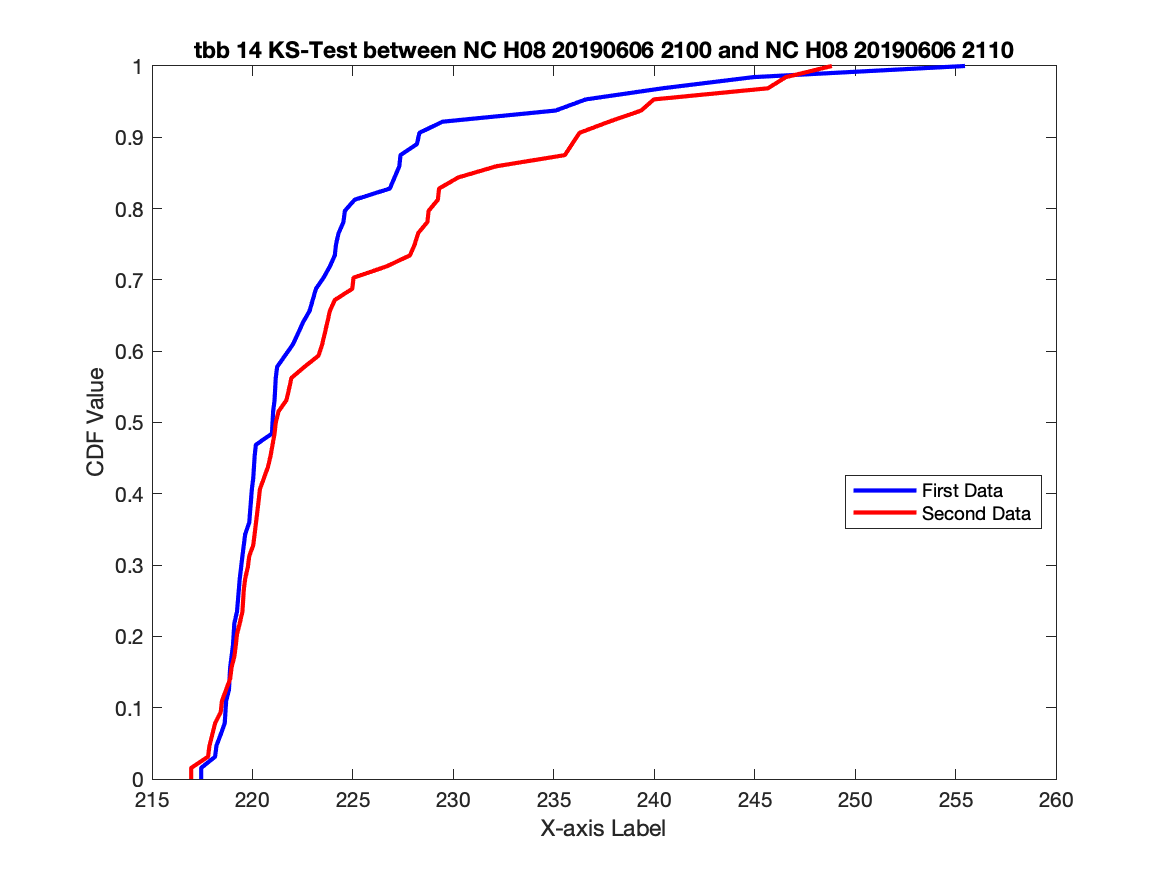 tbb 14 KS-Test between NC H08 20190606 2100 and NC H08 20190606 2110
1
0.9
0.8
0.7
0.6
0.5
0.4
0.3
0.2
0.1
0
CDF Value
First Data
Second Data
215 220 225 230 235 240 245 250 255 260
X-axis Label